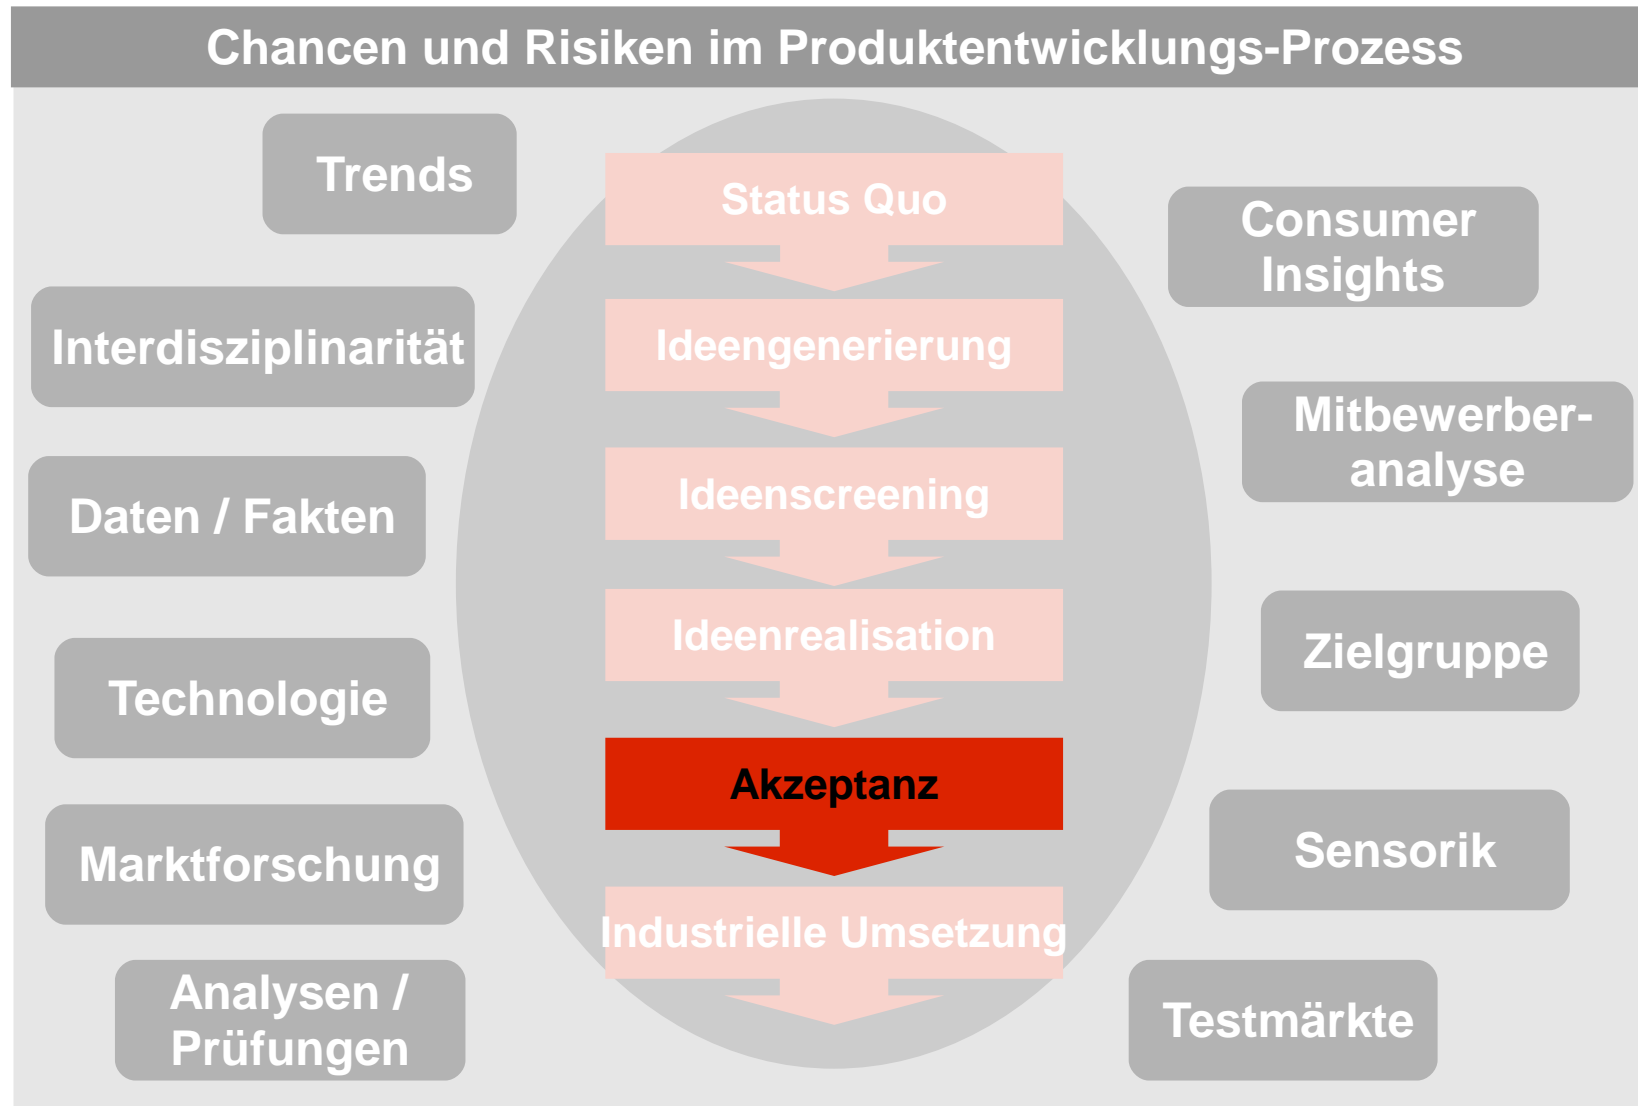 Chancen und Risiken im Produktentwicklungs-Prozess
Trends
Interdisziplinarität
Daten / Fakten
Technologie
Marktforschung
Analysen /
Prüfungen
Status Quo
Ideengenerierung
Ideenscreening
Ideenrealisation
Akzeptanz
Industrielle Umsetzung
Consumer
Insights
Mitbewerber-
analyse
Zielgruppe
Sensorik
Testmärkte